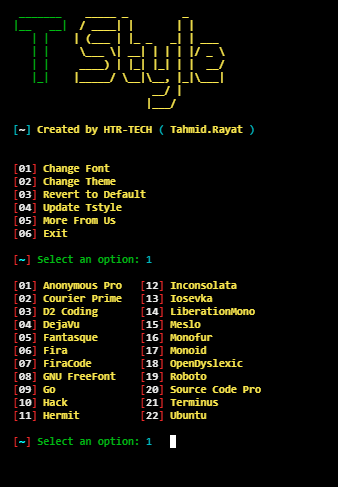 T Style
[~] Created by HTR-TECH ( Tahmid.Rayat )
[01] Change Font
[02] Change Theme
[03] Revert to Default
[04] Update Tstyle
[05] More From Us
[06] Exit
[~] Select an option: 1
[01] Anonymous Pro [12] Inconsolata
[02] Courier Prime [13] Iosevka
[03] D2 Coding [14] LiberationMono
[04] DejaVu [15] Meslo
[05] Fantasque [16] Monofur
[06] Fira [17] Monoid
[07] FiraCode [18] OpenDyslexic
[08] GNU FreeFont [19] Roboto
[09] Go [20] Source Code Pro
[10] Hack [21] Terminus
[11] Hermit [22] Ubuntu
[~] Select an option: 1